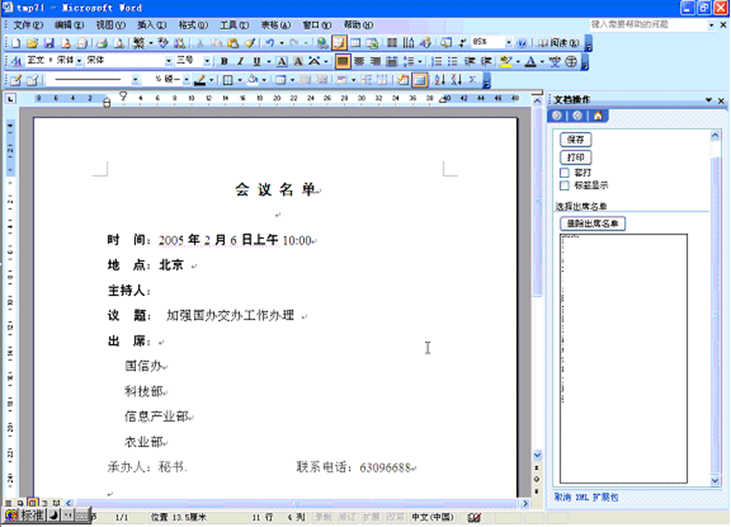 tmp71 - Microsoft Word
文件(F) 编辑(E) 视图(V) 插入(I) 格式(O) 工具(T) 表格(A) 窗口(W) 帮助(H)
键入需要帮助的问题
85%
阅读(R)
正文 + 宋体 宋体 三号
文档操作
保存
打印
套打
标签显示
选择出席名单
删除出席名单
会 议 名 单
时 间：2005 年 2 月 6 日上午 10:00
地 点：北京
主持人：
议 题： 加强国办交办工作办理
出 席：
国信办
科技部
信息产业部
农业部
承办人：秘书. 联系电话：63096688
取消 XML 扩展包
标准
1/1 位置 13.5厘米 11 行 4 列 录制 修订 扩展 改写 中文(中国)